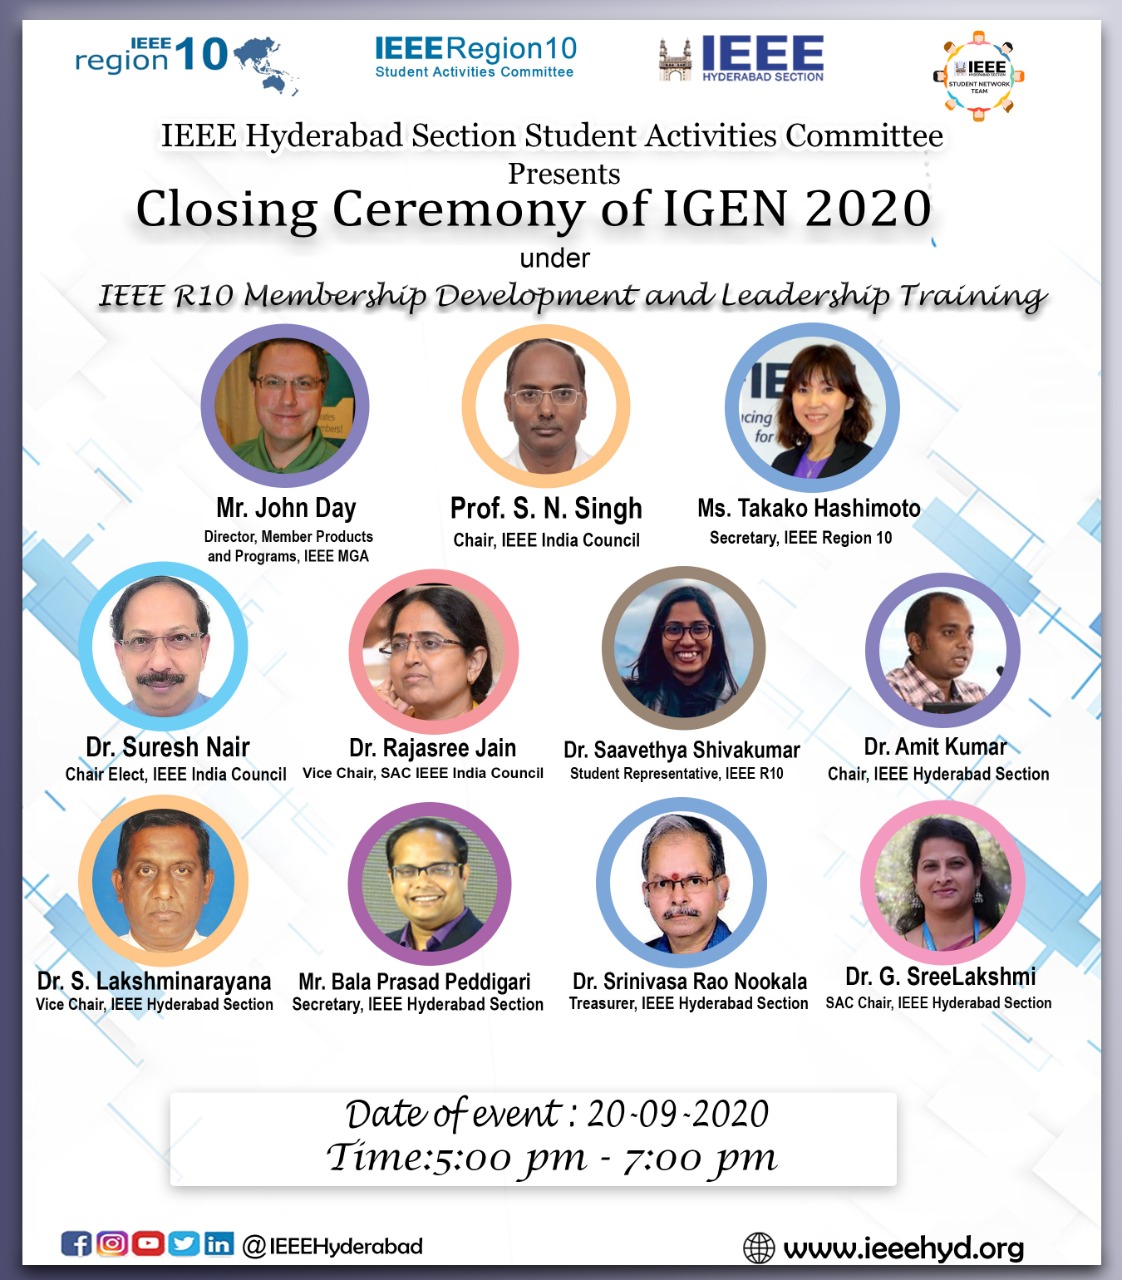 IEEE
region 10
IEEE Region 10
Student Activities Committee
IEEE
HYDERABAD SECTION
IEEE
HYDERABAD SECTION
STUDENT NETWORK
TEAM
IEEE Hyderabad Section Student Activities Committee
Presents
Closing Ceremony of IGEN 2020
under
IEEE R10 Membership Development and Leadership Training
Mr. John Day
Director, Member Products
and Programs, IEEE MGA
Prof. S. N. Singh
Chair, IEEE India Council
Ms. Takako Hashimoto
Secretary, IEEE Region 10
Dr. Suresh Nair
Chair Elect, IEEE India Council
Dr. Rajasree Jain
Vice Chair, SAC IEEE India Council
Dr. Saavethya Shivakumar
Student Representative, IEEE R10
Dr. Amit Kumar
Chair, IEEE Hyderabad Section
Dr. S. Lakshminarayana
Vice Chair, IEEE Hyderabad Section
Mr. Bala Prasad Peddigari
Secretary, IEEE Hyderabad Section
Dr. Srinivasa Rao Nookala
Treasurer, IEEE Hyderabad Section
Dr. G. SreeLakshmi
SAC Chair, IEEE Hyderabad Section
Date of event : 20-09-2020
Time:5:00 pm - 7:00 pm
@IEEEHyderabad
www.ieeehyd.org